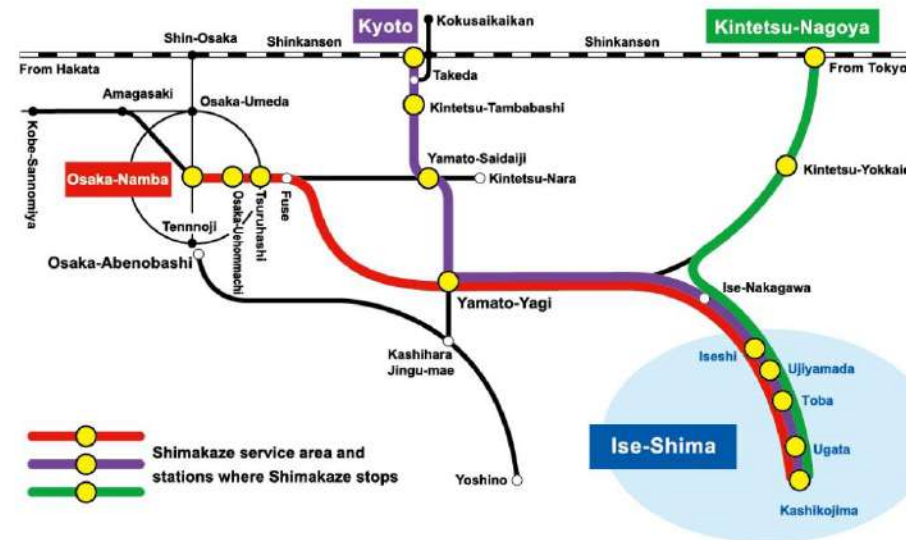 Kyoto
Kokusaikaikan
Kintetsu-Nagoya
Shin-Osaka
Shinkansen
Shinkansen
From Hakata
Takeda
From Tokyo
Amagasaki
Osaka-Umeda
Kintetsu-Tambabashi
Kobe-Sannomiya
Osaka-Namba
Yamato-Saidaiji
Kintetsu-Nara
Kintetsu-Yokkaic
Osaka-Uehommachi
Tsuruhashi
Fuse
Tennnoji
Osaka-Abenobashi
Yamato-Yagi
Ise-Nakagawa
Kashihara
Jingu-mae
Iseshi
Ujiyamada
Toba
Ise-Shima
Ugata
Shimakaze service area and
stations where Shimakaze stops
Yoshino
Kashikojima